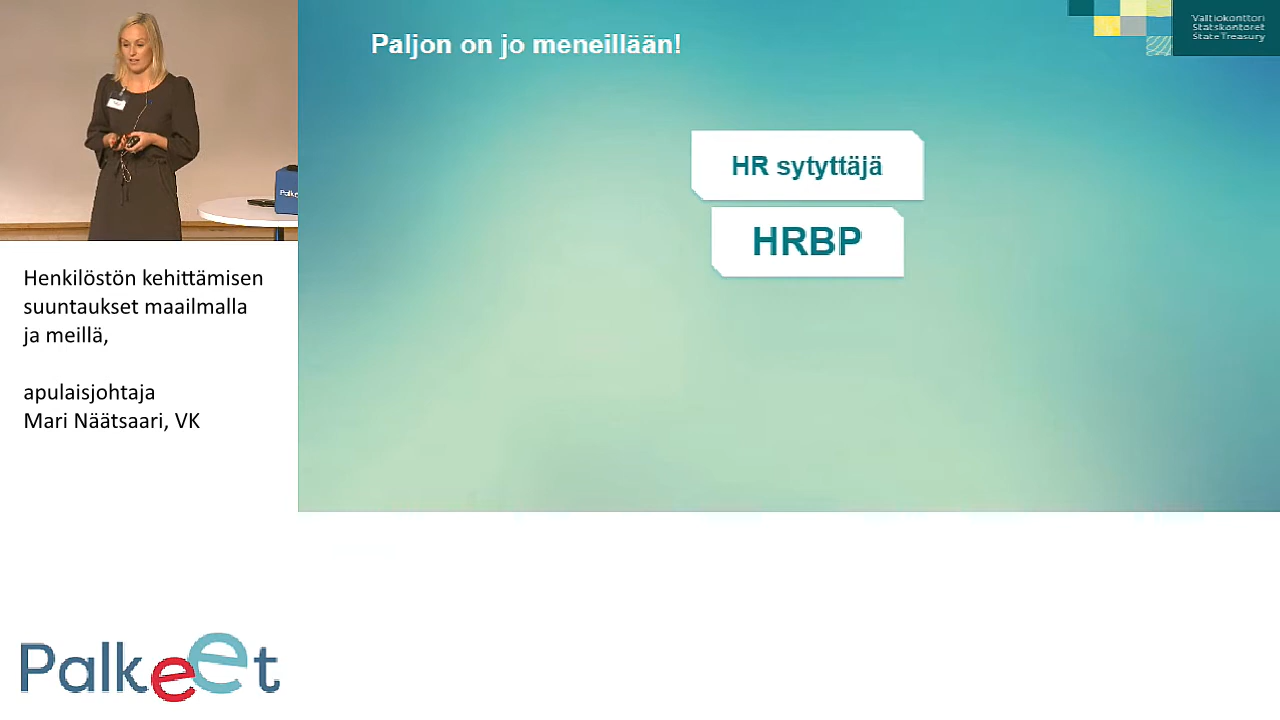 Paljon on jo meneillään!
Valtiokonttori
Statskontoret
State Treasury
HR sytyttäjä
HRBP
Palke
Henkilöstön kehittämisen
suuntaukset maailmalla
ja meillä,
apulaisjohtaja
Mari Näätsaari, VK
Palkeet